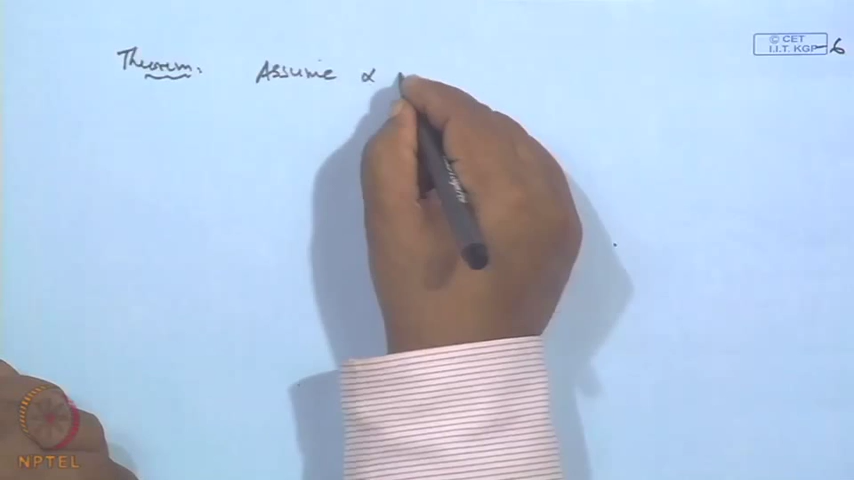 Theorem. Assume α
© CET
I.I.T. KGP
-6
NPTEL